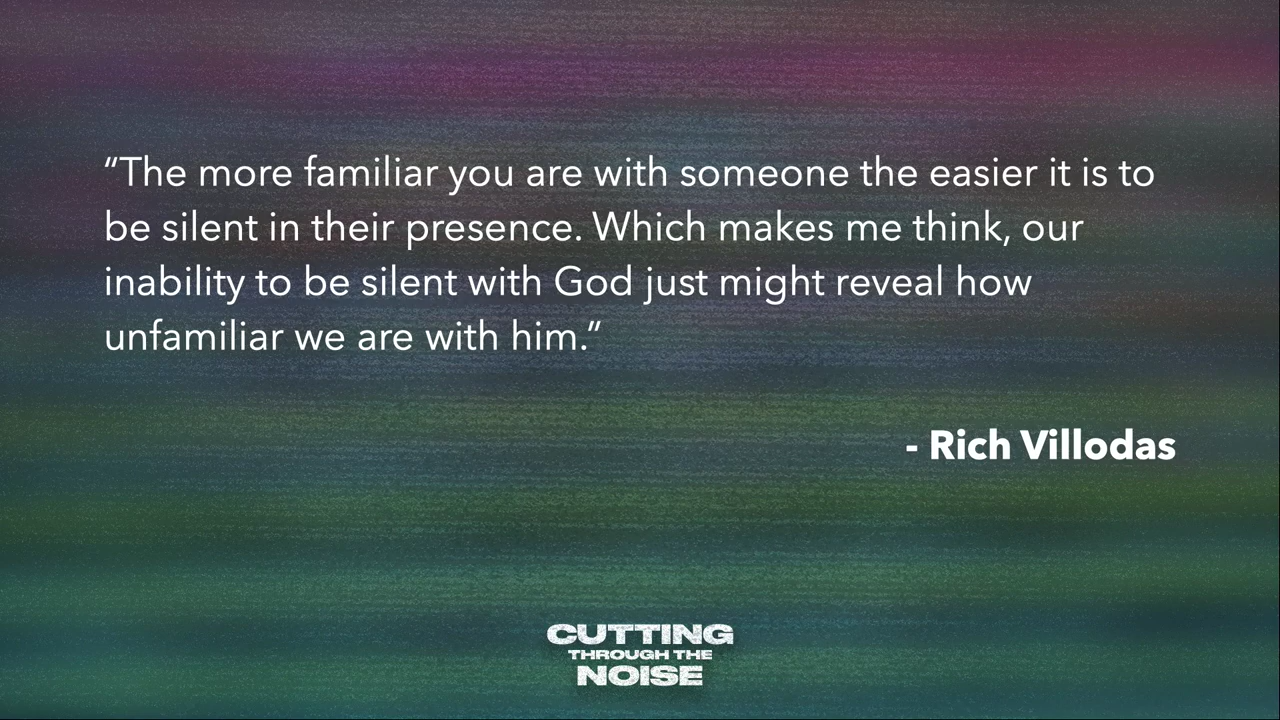 “The more familiar you are with someone the easier it is to
be silent in their presence. Which makes me think, our
inability to be silent with God just might reveal how
unfamiliar we are with him.”
- Rich Villodas
CUTTING
THROUGH THE
NOISE